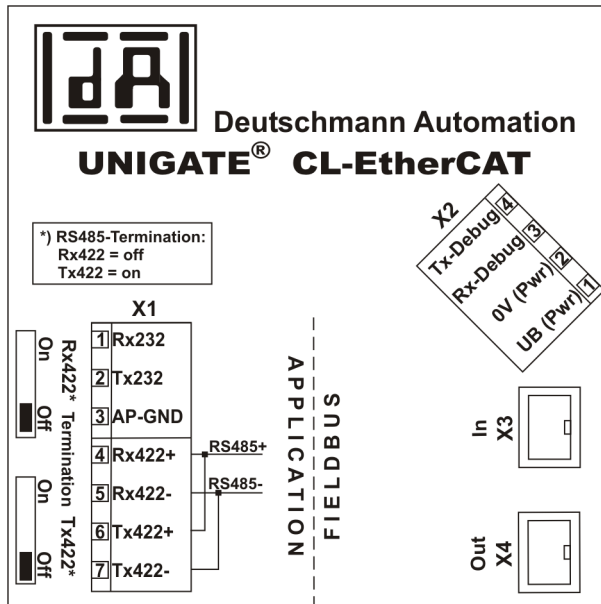 dA
Deutschmann Automation
UNIGATE® CL-EtherCAT
*) RS485-Termination:
Rx422 = off
Tx422 = on
X2
4 Tx-Debug
3 Rx-Debug
2 0V (Pwr)
1 UB (Pwr)
X1
1 Rx232
2 Tx232
3 AP-GND
4 Rx422+
5 Rx422-
6 Tx422+
7 Tx422-
RS485+
RS485-
Rx422* Termination Tx422*
On
Off
On
Off
APPLICATION
FIELDBUS
In
X3
Out
X4